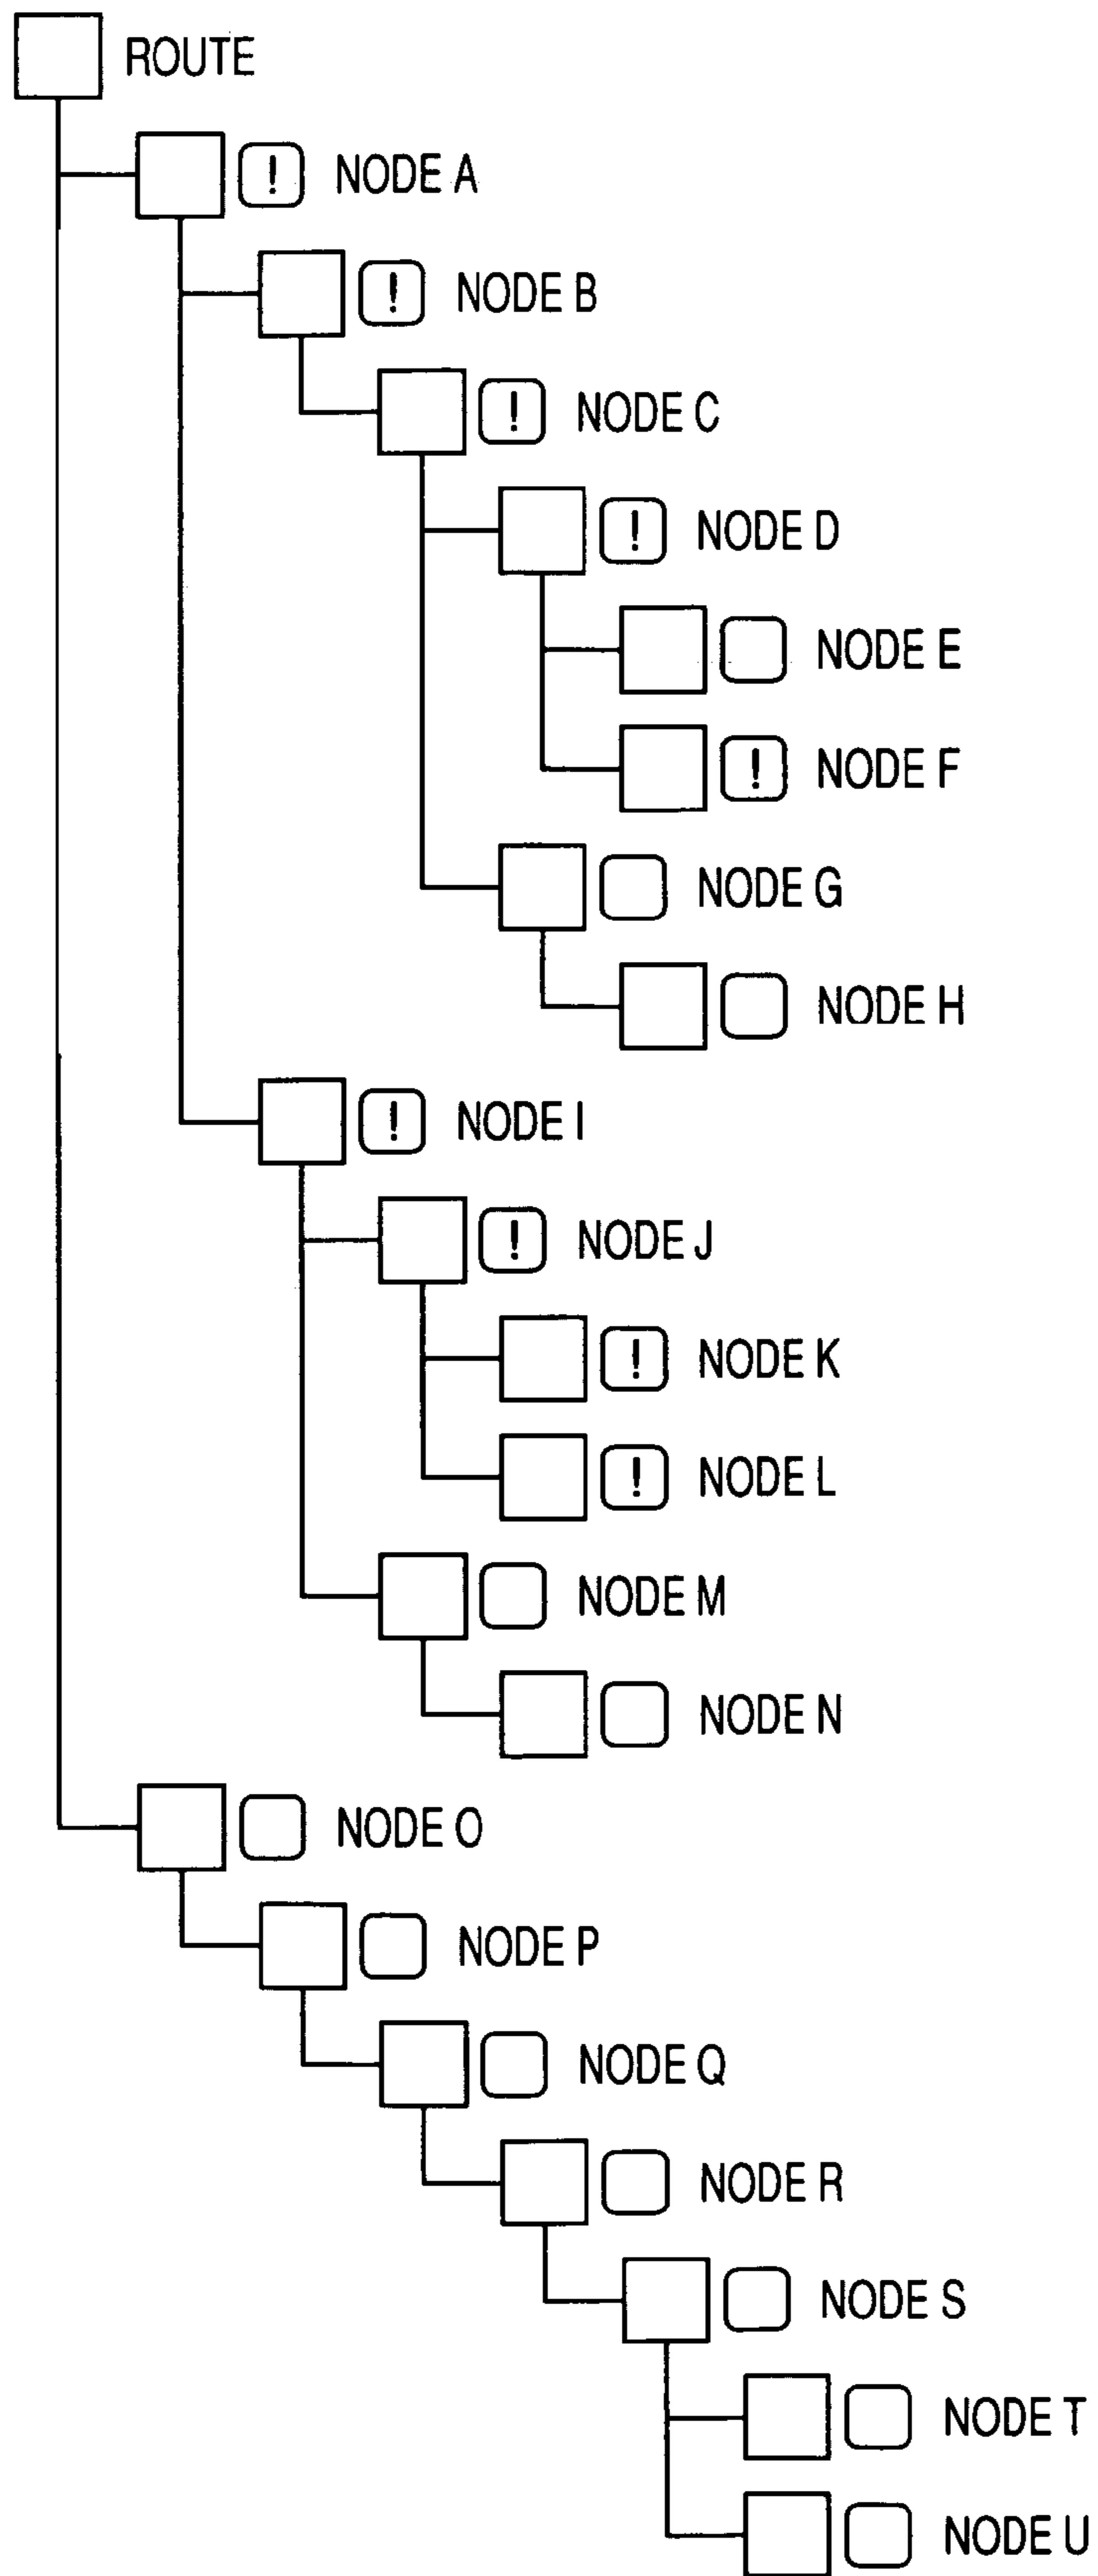 ROUTE
! NODE A
! NODE B
! NODE C
! NODE D
NODE E
! NODE F
NODE G
NODE H
! NODE I
! NODE J
! NODE K
! NODE L
NODE M
NODE N
NODE O
NODE P
NODE Q
NODE R
NODE S
NODE T
NODE U